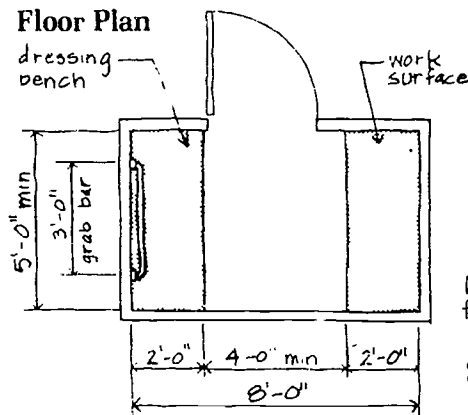 Floor Plan
dressing
bench
work
surface
5'-0" min
3'-0"
grab bar
2'-0"
4-0" min
2'-0"
8'-0"